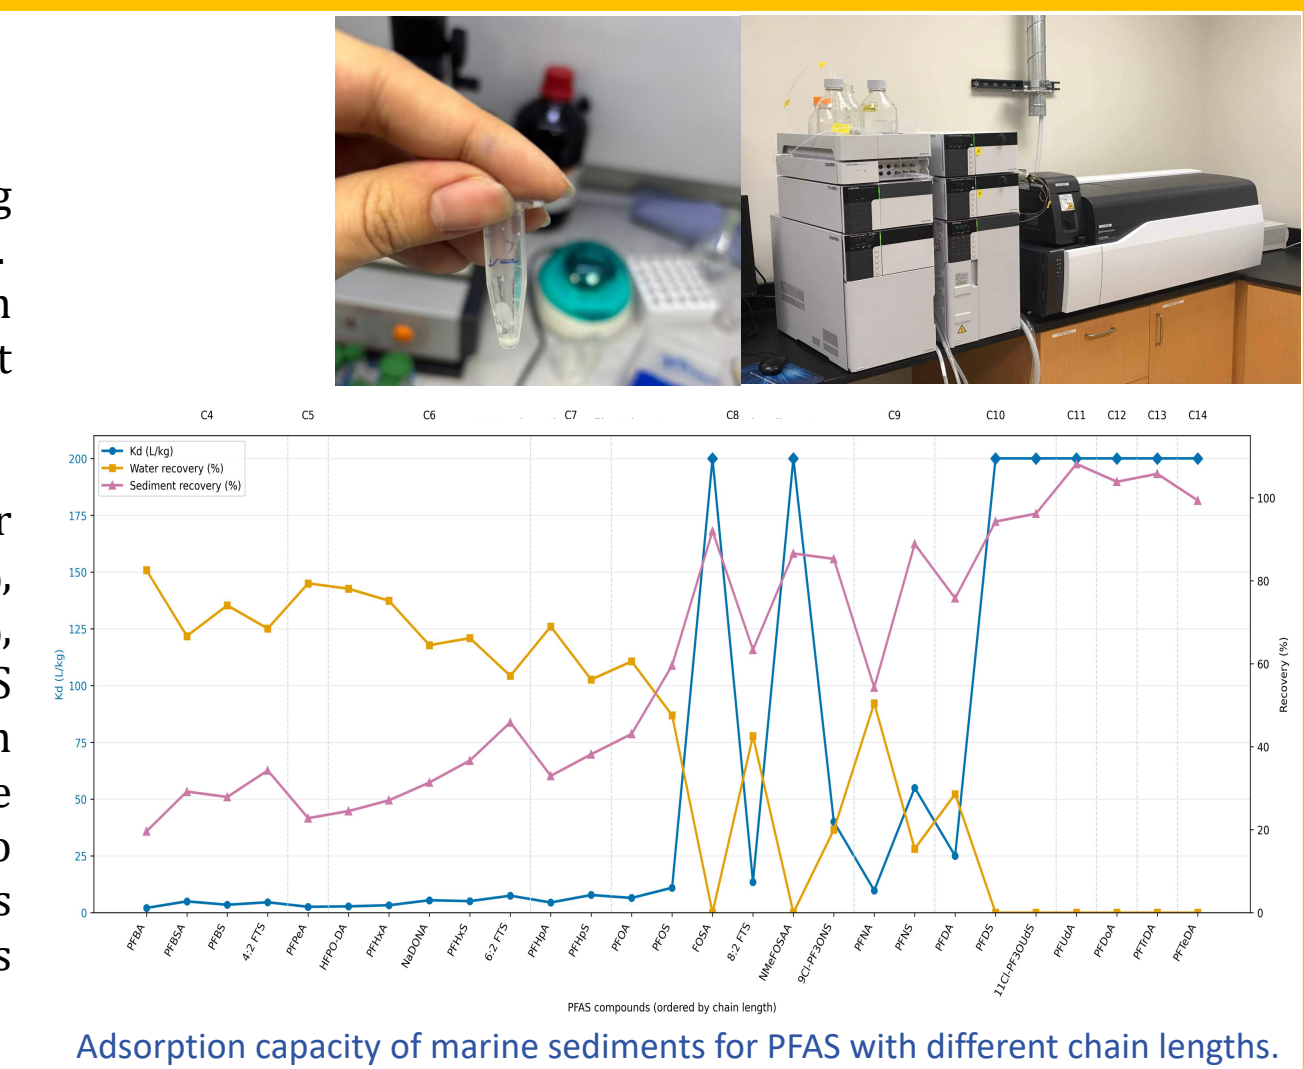 g
-
n
t
r
,
,
S
n
e
o
s
s
C4 C5 C6 C7 C8 C9 C10 C11 C12 C13 C14
Kd (L/kg)
Water recovery (%)
Sediment recovery (%)
200
175
150
125
100
75
50
25
0
Kd (L/kg)
100
80
60
40
20
0
Recovery (%)
PFBA
PFBSA
PFBS
4:2 FTS
PFPeA
HFPO-DA
PFHxA
NaDONA
PFHxS
6:2 FTS
PFHpA
PFHpS
PFOA
PFOS
FOSA
8:2 FTS
NMeFOSAA
9Cl-PF3ONS
PFNA
PFNS
PFDA
PFDS
11Cl-PF3OUdS
PFUdA
PFDoA
PFTrDA
PFTeDA
PFAS compounds (ordered by chain length)
Adsorption capacity of marine sediments for PFAS with different chain lengths.